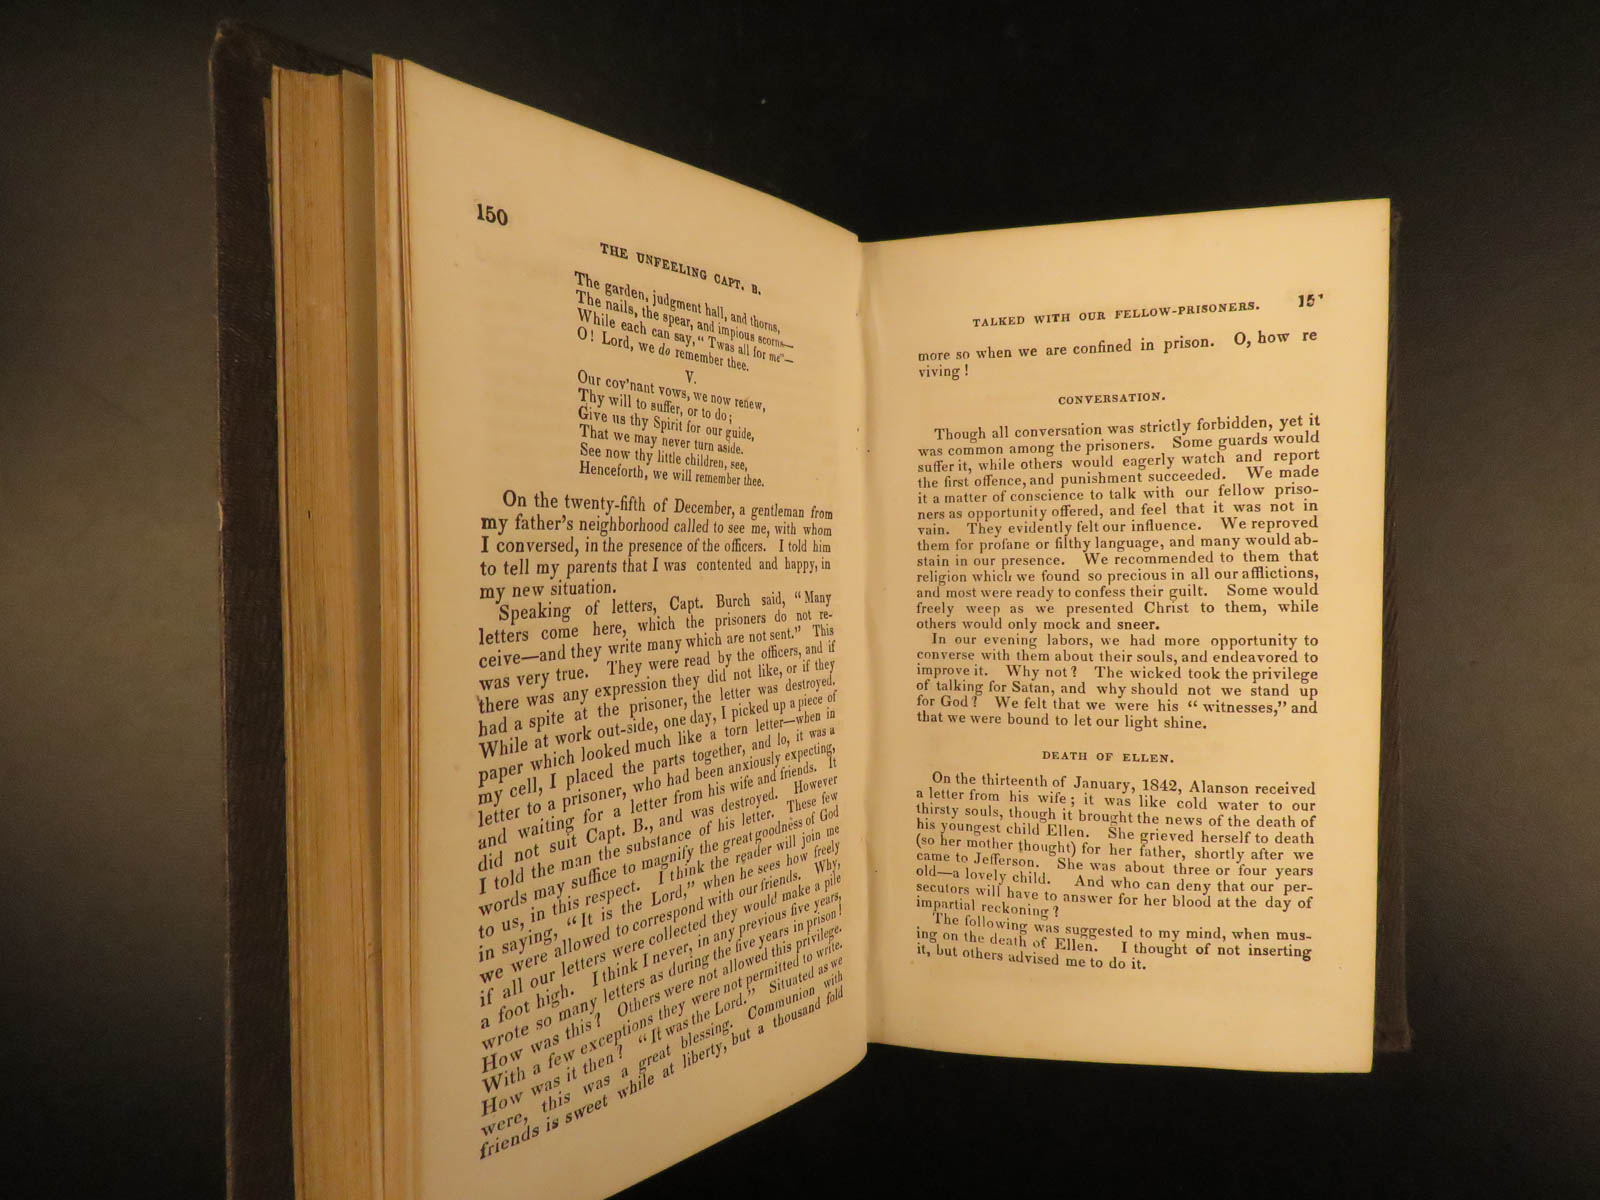 150
THE UNFEELING CAPT. B.
The garden, judgment hall, and thorns,
The nails, the spear, and impious scorns—
While each can say, "Twas all for me"—
O! Lord, we do remember thee.
V.
Our cov'nant vows, we now renew,
Thy will to suffer, or to do;
Give us thy Spirit for our guide,
That we may never turn aside.
See now thy little children, see,
Henceforth, we will remember thee.
On the twenty-fifth of December, a gentleman from
my father's neighborhood called to see me, with whom
I conversed, in the presence of the officers. I told him
to tell my parents that I was contented and happy, in
my new situation.
Speaking of letters, Capt. Burch said, "Many
letters come here, which the prisoners do not re-
ceive—and they write many which are not sent." This
was very true. They were read by the officers, and if
there was any expression they did not like, or if they
had a spite at the prisoner, the letter was destroyed.
While at work out-side, one day, I picked up a piece of
paper which looked much like a torn letter—when in
my cell, I placed the parts together, and lo, it was a
letter to a prisoner, who had been anxiously expecting,
and waiting for a letter from his wife and friends. It
did not suit Capt. B., and was destroyed. However
I told the man the substance of his letter. These few
words may suffice to magnify the great goodness of God
to us, in this respect. I think the reader will join me
in saying, "It is the Lord," when he sees how freely
we were allowed to correspond with our friends. Why,
if all our letters were collected they would make a pile
a foot high. I think I never, in any previous five years,
wrote so many letters as during the five years in prison!
How was this? Others were not allowed this privilege.
With a few exceptions they were not permitted to write.
How was it then? "It was the Lord." Situated as we
were, this was a great blessing. Communion with
friends is sweet while at liberty, but a thousand fold
TALKED WITH OUR FELLOW-PRISONERS. 15
more so when we are confined in prison. O, how re
viving!
CONVERSATION.
Though all conversation was strictly forbidden, yet it
was common among the prisoners. Some guards would
suffer it, while others would eagerly watch and report
the first offence, and punishment succeeded. We made
it a matter of conscience to talk with our fellow priso-
ners as opportunity offered, and feel that it was not in
vain. They evidently felt our influence. We reproved
them for profane or filthy language, and many would ab-
stain in our presence. We recommended to them that
religion which we found so precious in all our afflictions,
and most were ready to confess their guilt. Some would
freely weep as we presented Christ to them, while
others would only mock and sneer.
In our evening labors, we had more opportunity to
converse with them about their souls, and endeavored to
improve it. Why not? The wicked took the privilege
of talking for Satan, and why should not we stand up
for God? We felt that we were his "witnesses," and
that we were bound to let our light shine.
DEATH OF ELLEN.
On the thirteenth of January, 1842, Alanson received
a letter from his wife; it was like cold water to our
thirsty souls, though it brought the news of the death of
his youngest child Ellen. She grieved herself to death
(so her mother thought) for her father, shortly after we
came to Jefferson. She was about three or four years
old—a lovely child. And who can deny that our per-
secutors will have to answer for her blood at the day of
impartial reckoning?
The following was suggested to my mind, when mus-
ing on the death of Ellen. I thought of not inserting
it, but others advised me to do it.